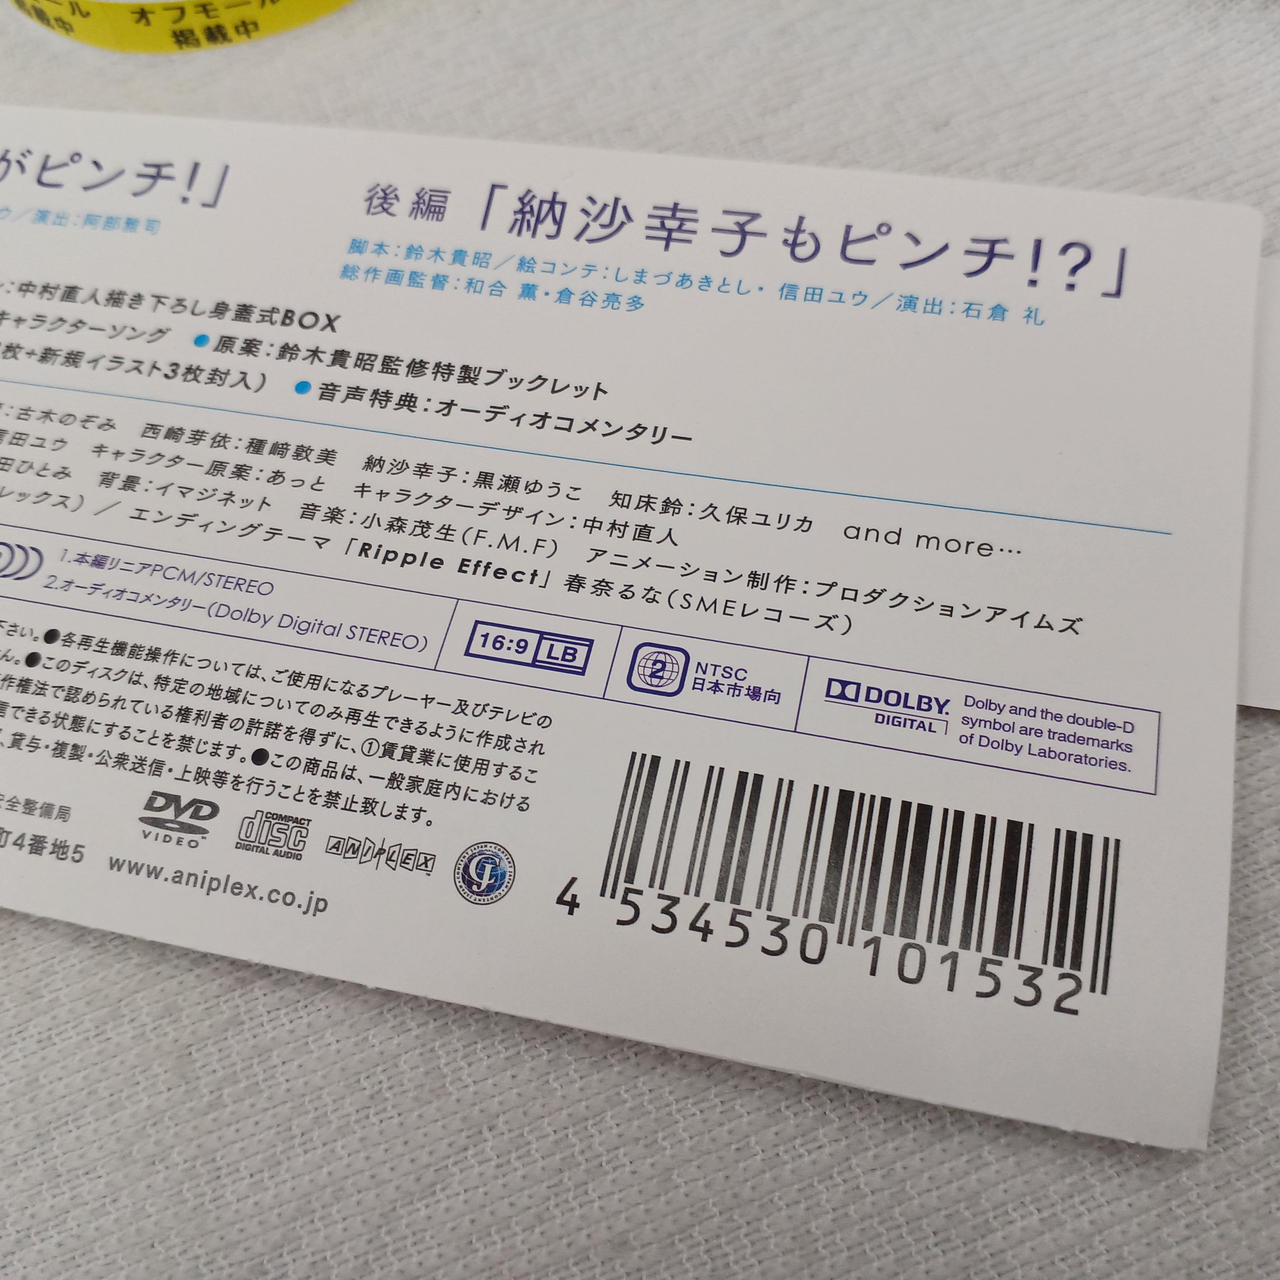 オフモール
掲載中
がピンチ!」
ウ／演出：阿部雅司
後編「納沙幸子もピンチ!?」
脚本：鈴木貴昭／絵コンテ：しまづあきとし・信田ユウ／演出：石倉 礼
総作画監督：和合 薫・倉谷亮多
：中村直人描き下ろし身蓋式BOX
キャラクターソング ●原案：鈴木貴昭監修特製ブックレット
枚+新規イラスト3枚封入） ●音声特典：オーディオコメンタリー
：古木のぞみ 西崎芽依：種﨑敦美 納沙幸子：黒瀬ゆうこ 知床鈴：久保ユリカ and more…
信田ユウ キャラクター原案：あっと キャラクターデザイン：中村直人
田ひとみ 背景：イマジネット 音楽：小森茂生(F.M.F) アニメーション制作：プロダクションアイムズ
レックス）／エンディングテーマ「Ripple Effect」春奈るな(SMEレコーズ)
1.本編リニアPCM/STEREO
2.オーディオコメンタリー(Dolby Digital STEREO)
16:9 LB
2
NTSC
日本市場向
DOLBY
DIGITAL
Dolby and the double-D
symbol are trademarks
of Dolby Laboratories.
下さい。●各再生機能操作については、ご使用になるプレーヤー及びテレビの
ん。●このディスクは、特定の地域についてのみ再生できるように作成され
作権法で認められている権利者の許諾を得ずに、①賃貸業に使用するこ
信できる状態にすることを禁じます。●この商品は、一般家庭内における
、貸与・複製・公衆送信・上映等を行うことを禁止致します。
安全整備局
町4番地5 www.aniplex.co.jp
DVD
VIDEO
COMPACT
disc
DIGITAL AUDIO
ANIPLEX
4 534530 101532